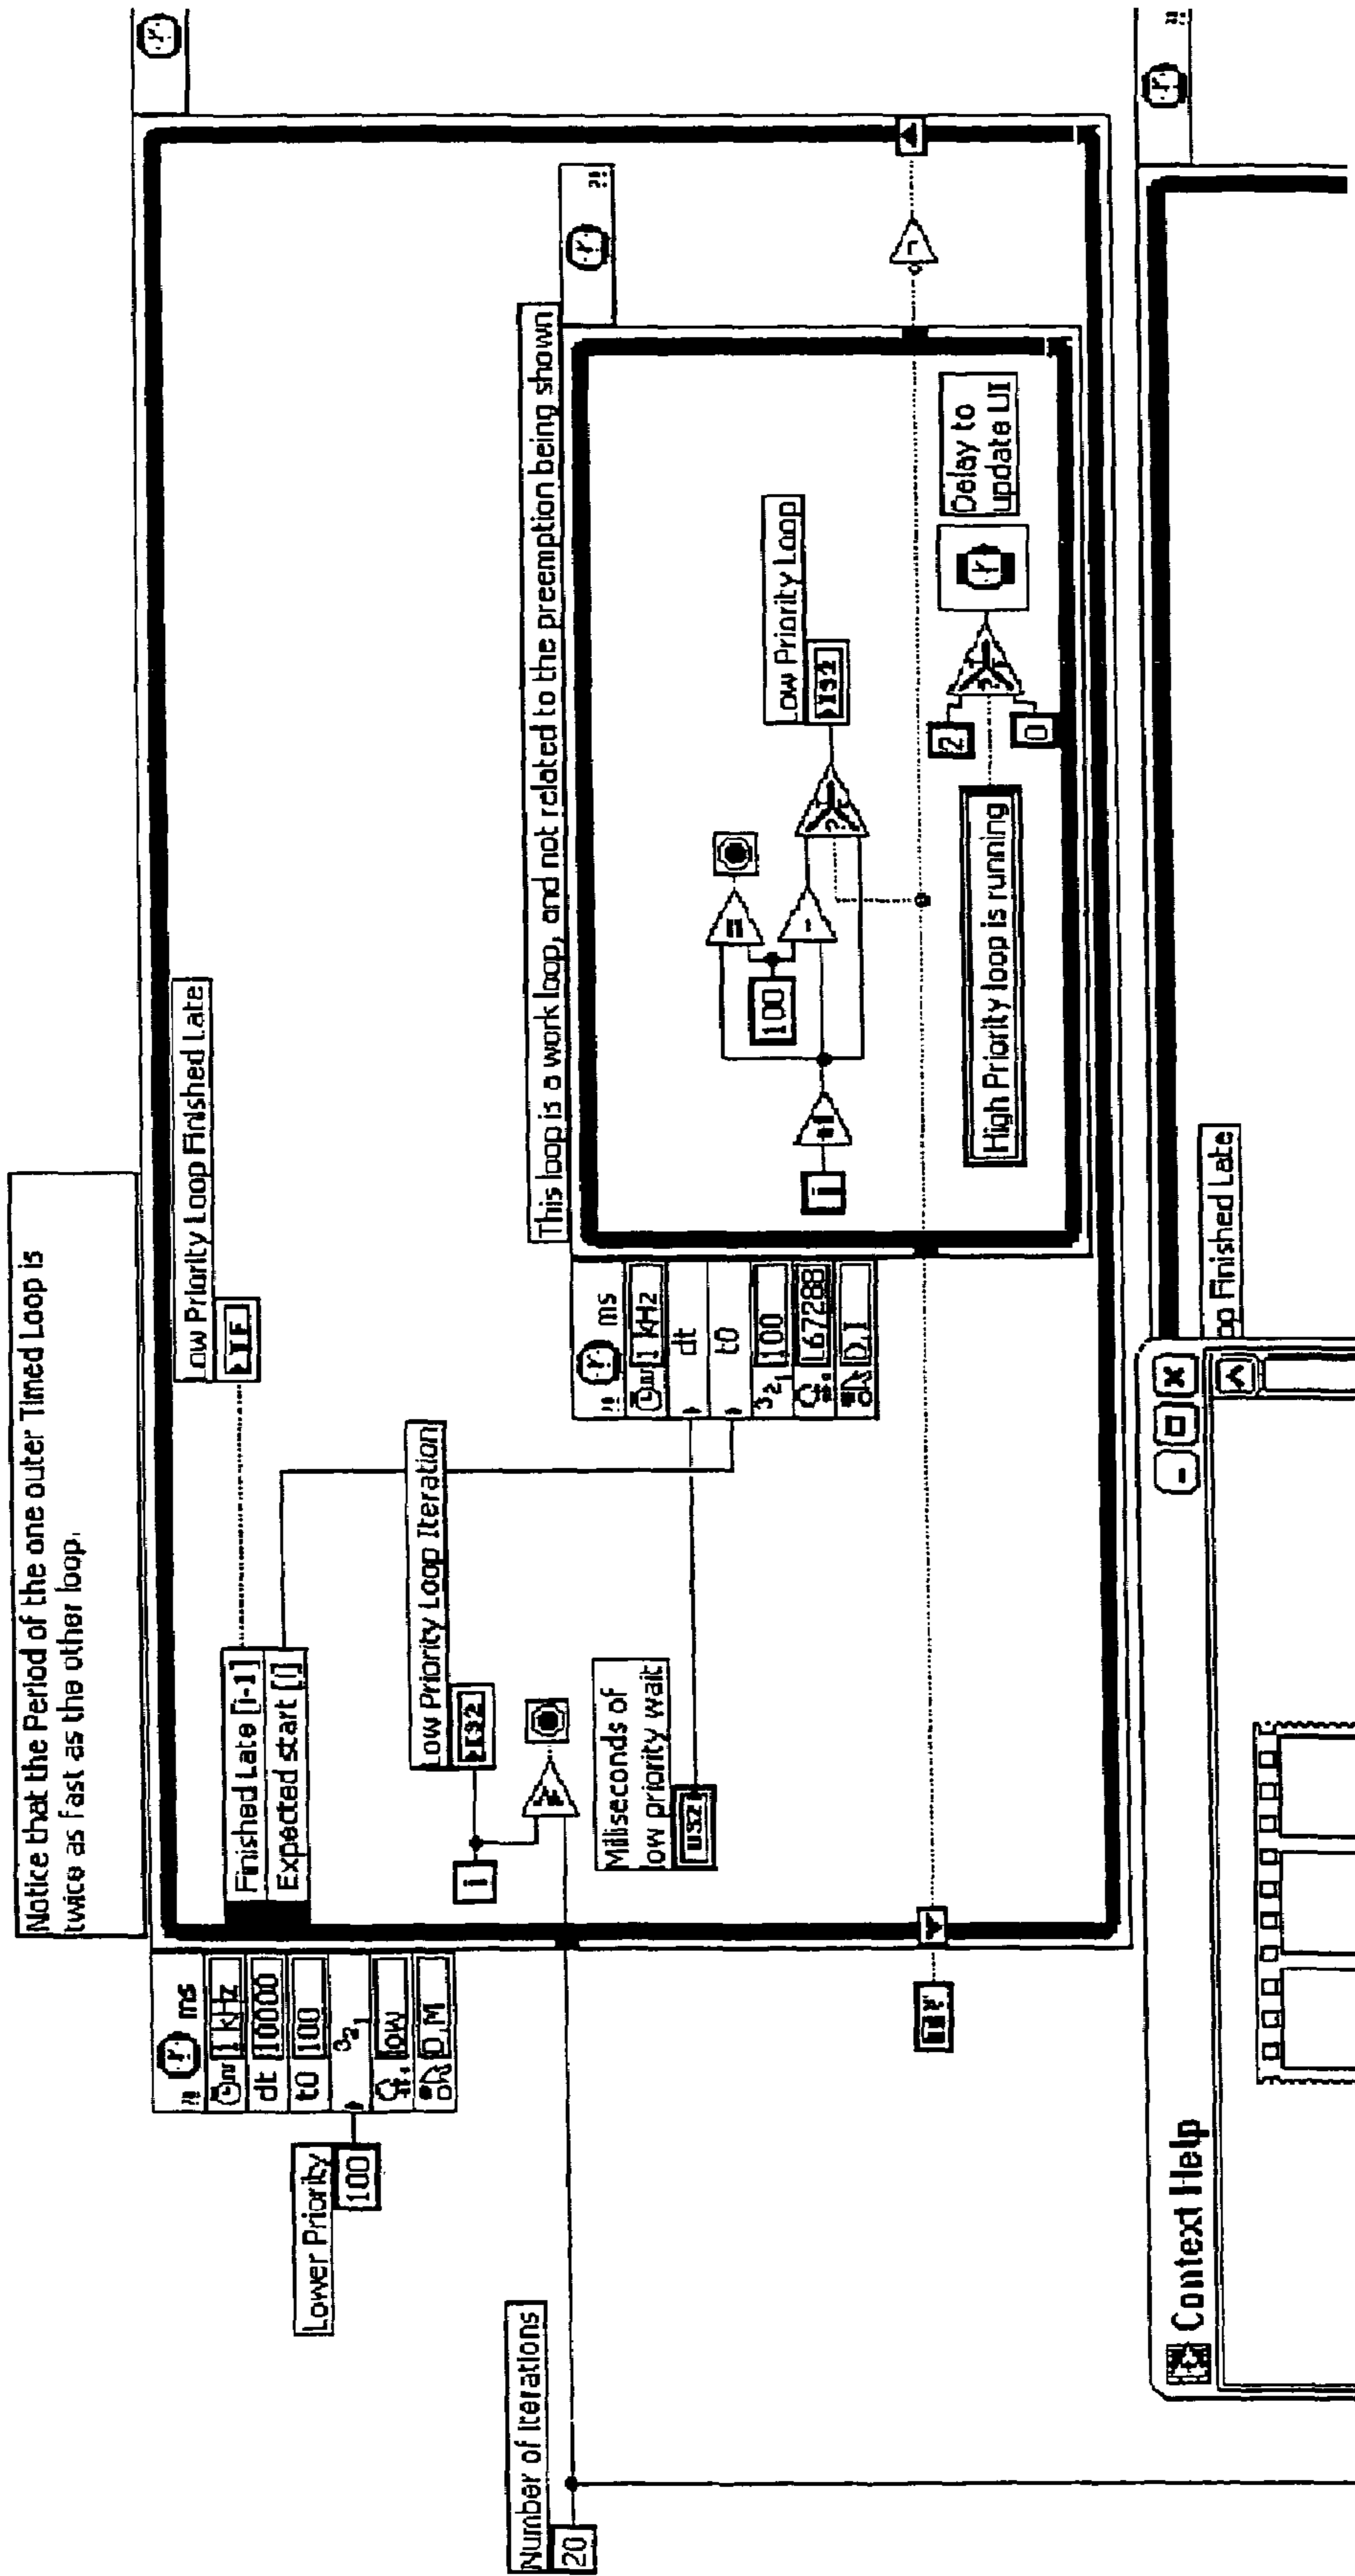 Notice that the Period of the one outer Timed Loop is
twice as fast as the other loop.
ms
1 kHz
dt 10000
t0 100
low
D,M
Lower Priority
100
Number of Iterations
20
Finished Late [i-1]
Expected start [i]
Low Priority Loop Finished Late
TF
Low Priority Loop Iteration
I32
i
Miliseconds of
low priority wait
U32
This loop is a work loop, and not related to the preemption being shown
ms
1 kHz
dt
t0
100
L67288
D,I
i
+1
100
=
-
Low Priority Loop
I32
High Priority loop is running
2
0
?
Delay to
update UI
Context Help
op Finished Late